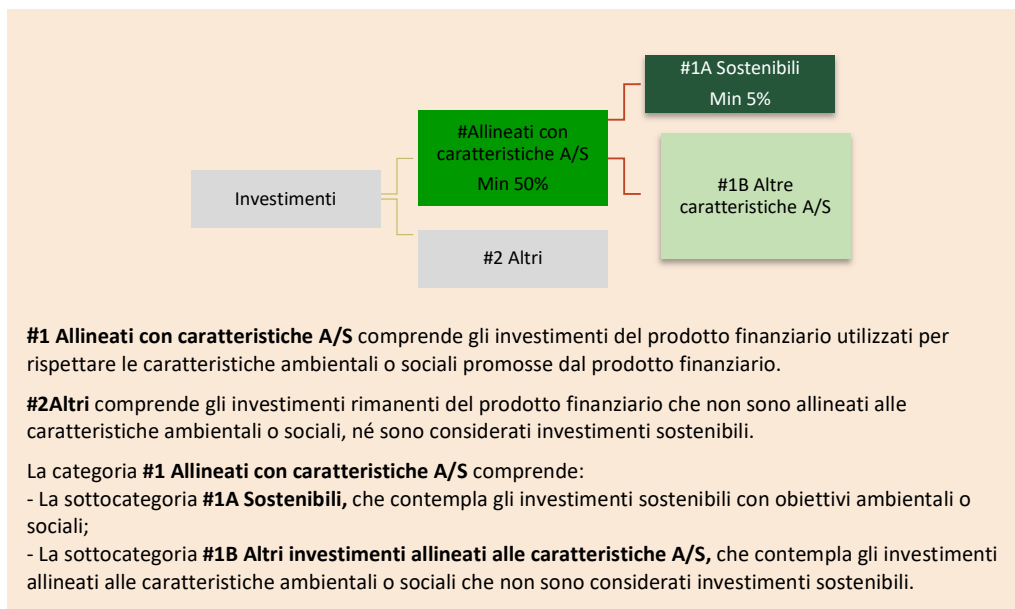 #1A Sostenibili
Min 5%
#Allineati con
caratteristiche A/S
Min 50%
#1B Altre
caratteristiche A/S
Investimenti
#2 Altri
#1 Allineati con caratteristiche A/S comprende gli investimenti del prodotto finanziario utilizzati per
rispettare le caratteristiche ambientali o sociali promosse dal prodotto finanziario.
#2Altri comprende gli investimenti rimanenti del prodotto finanziario che non sono allineati alle
caratteristiche ambientali o sociali, né sono considerati investimenti sostenibili.
La categoria #1 Allineati con caratteristiche A/S comprende:
- La sottocategoria #1A Sostenibili, che contempla gli investimenti sostenibili con obiettivi ambientali o
sociali;
- La sottocategoria #1B Altri investimenti allineati alle caratteristiche A/S, che contempla gli investimenti
allineati alle caratteristiche ambientali o sociali che non sono considerati investimenti sostenibili.